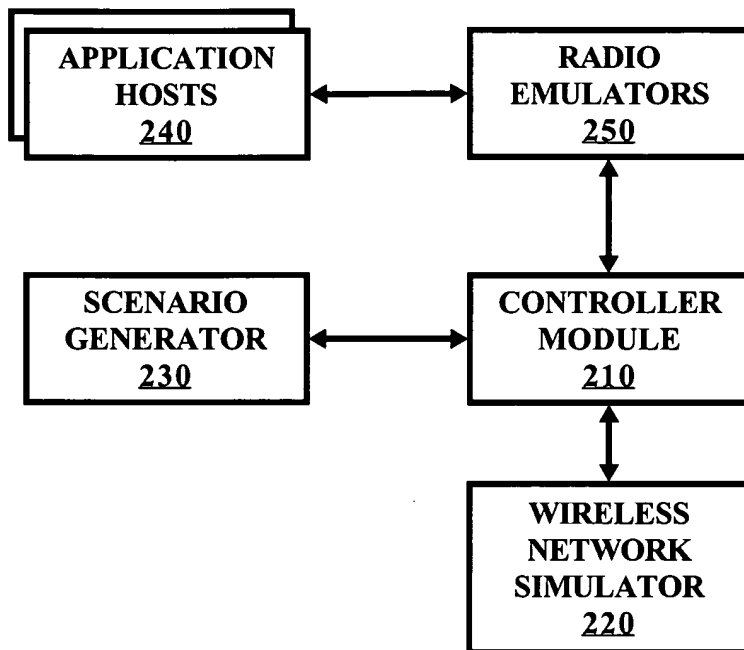 APPLICATION
HOSTS
240
RADIO
EMULATORS
250
SCENARIO
GENERATOR
230
CONTROLLER
MODULE
210
WIRELESS
NETWORK
SIMULATOR
220